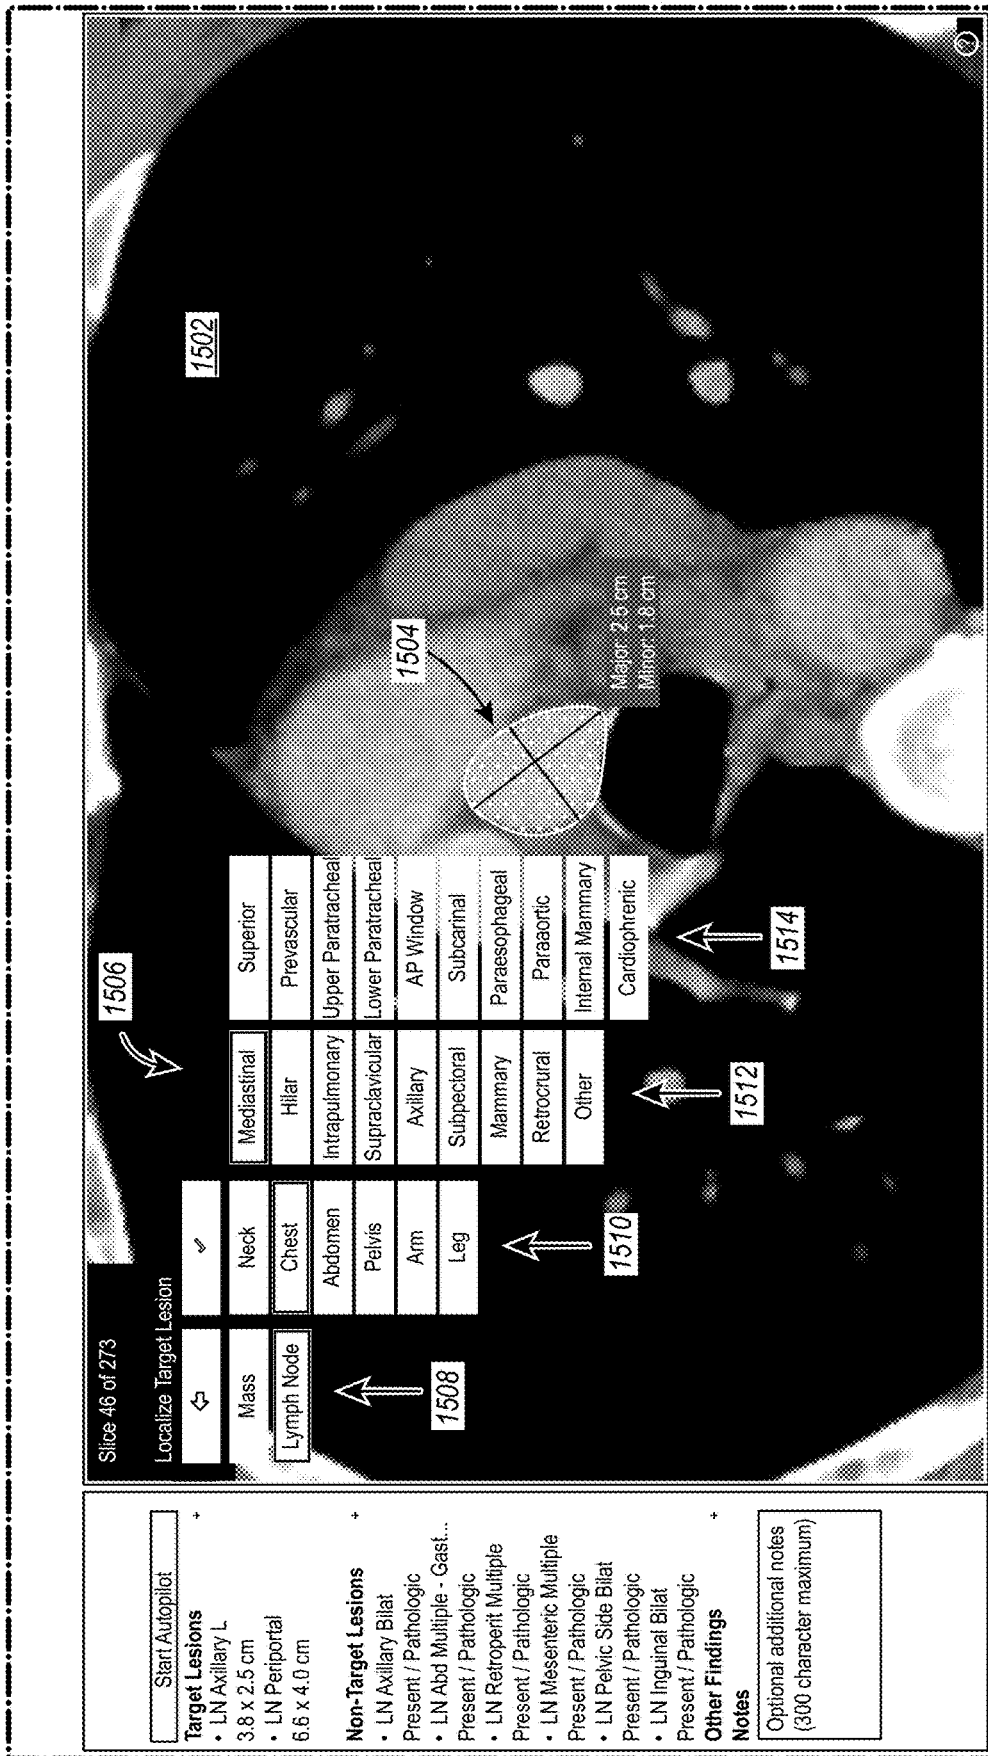 Start Autopilot
Target Lesions +
• LN Axillary L
3.8 x 2.5 cm
• LN Periportal
6.6 x 4.0 cm
Non-Target Lesions +
• LN Axillary Bilat
Present / Pathologic
• LN Abd Multiple - Gast...
Present / Pathologic
• LN Retroperit Multiple
Present / Pathologic
• LN Mesenteric Multiple
Present / Pathologic
• LN Pelvic Side Bilat
Present / Pathologic
• LN Inguinal Bilat
Present / Pathologic
Other Findings +
Notes
Optional additional notes
(300 character maximum)
Slice 46 of 273
Localize Target Lesion
Mass
Lymph Node
1508
Neck
Chest
Abdomen
Pelvis
Arm
Leg
1510
1506
Mediastinal
Hilar
Intrapulmonary
Supraclavicular
Axillary
Subpectoral
Mammary
Retrocrural
Other
1512
Superior
Prevascular
Upper Paratracheal
Lower Paratracheal
AP Window
Subcarinal
Paraesophageal
Paraaortic
Internal Mammary
Cardiophrenic
1514
1504
Major: 2.5 cm
Minor: 1.8 cm
1502
?